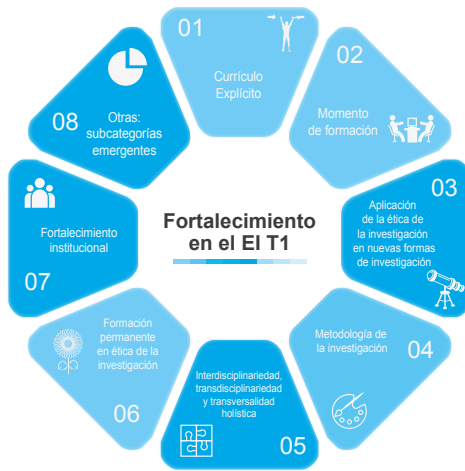 01
Currículo
Explícito
02
Momento
de formación
03
Aplicación
de la ética de
la investigación
en nuevas formas
de investigación
04
Metodología de
la investigación
Interdisciplinariedad,
transdisciplinariedad
y transversalidad
holística
05
Formación
permanente
en ética de la
investigación
06
Fortalecimiento
institucional
07
08
Otras:
subcategorías
emergentes
Fortalecimiento
en el EI T1